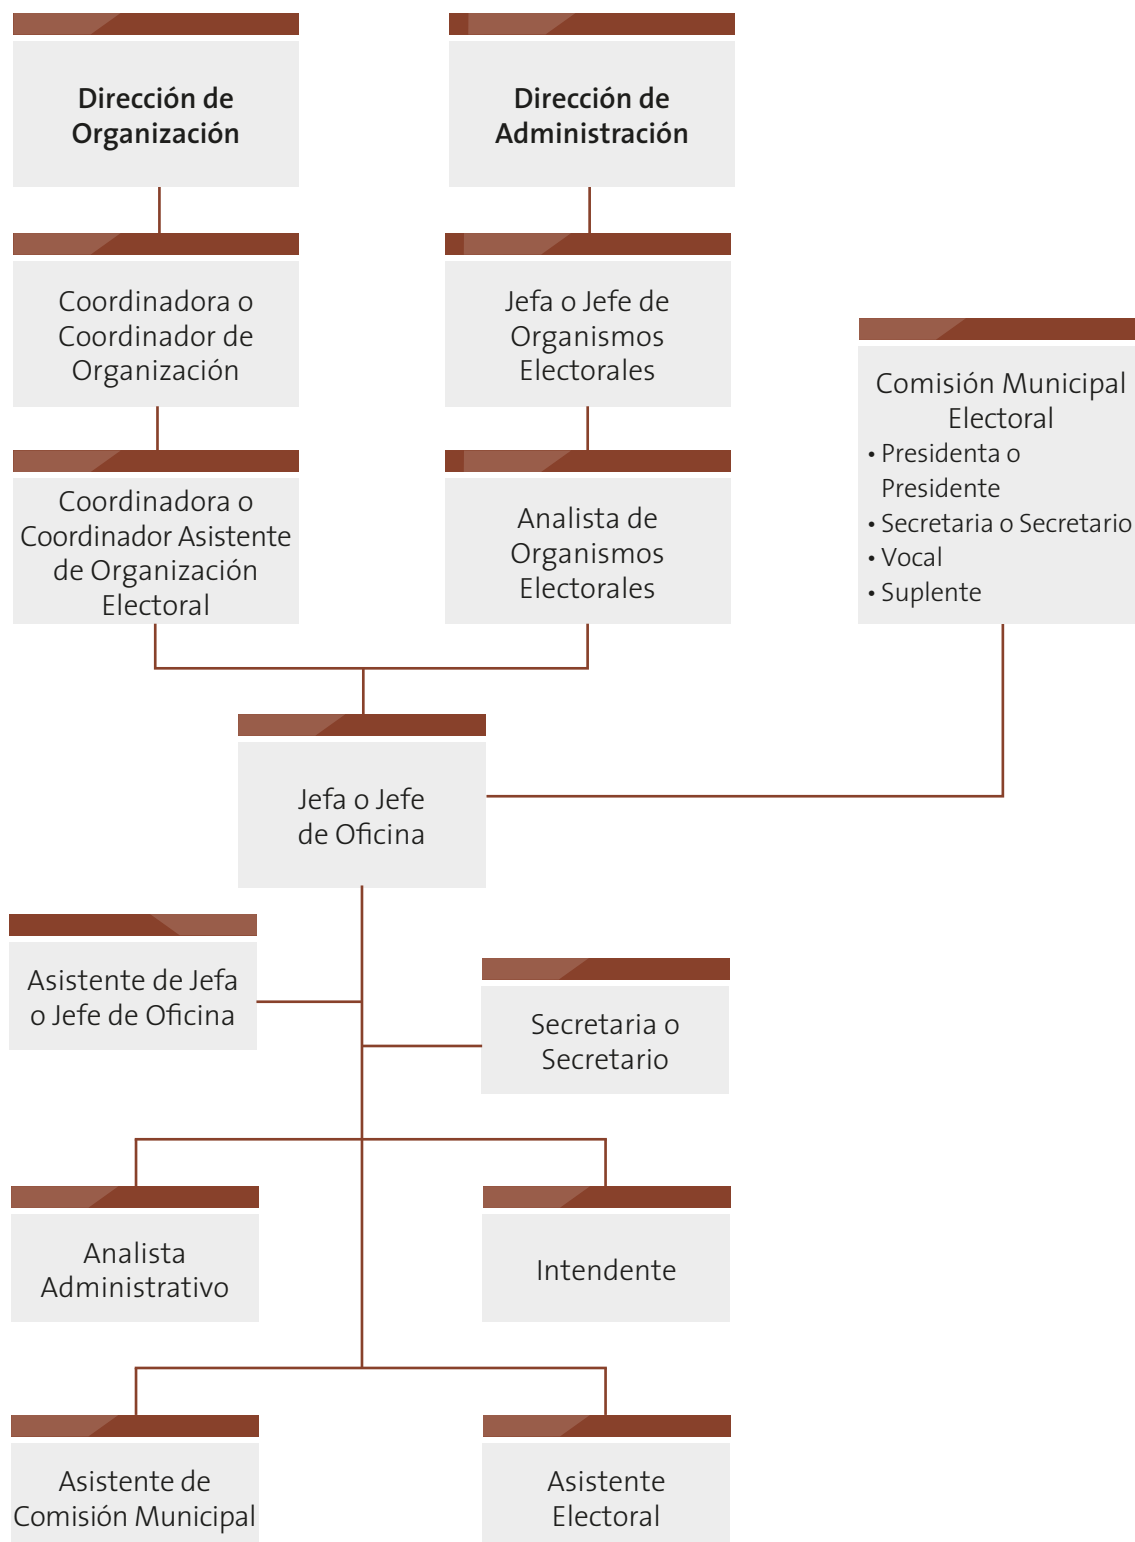 Dirección de
Organización
Dirección de
Administración
Coordinadora o
Coordinador de
Organización
Jefa o Jefe de
Organismos
Electorales
Comisión Municipal
Electoral
• Presidenta o
Presidente
• Secretaria o Secretario
• Vocal
• Suplente
Coordinadora o
Coordinador Asistente
de Organización
Electoral
Analista de
Organismos
Electorales
Jefa o Jefe
de Oficina
Asistente de Jefa
o Jefe de Oficina
Secretaria o
Secretario
Analista
Administrativo
Intendente
Asistente de
Comisión Municipal
Asistente
Electoral